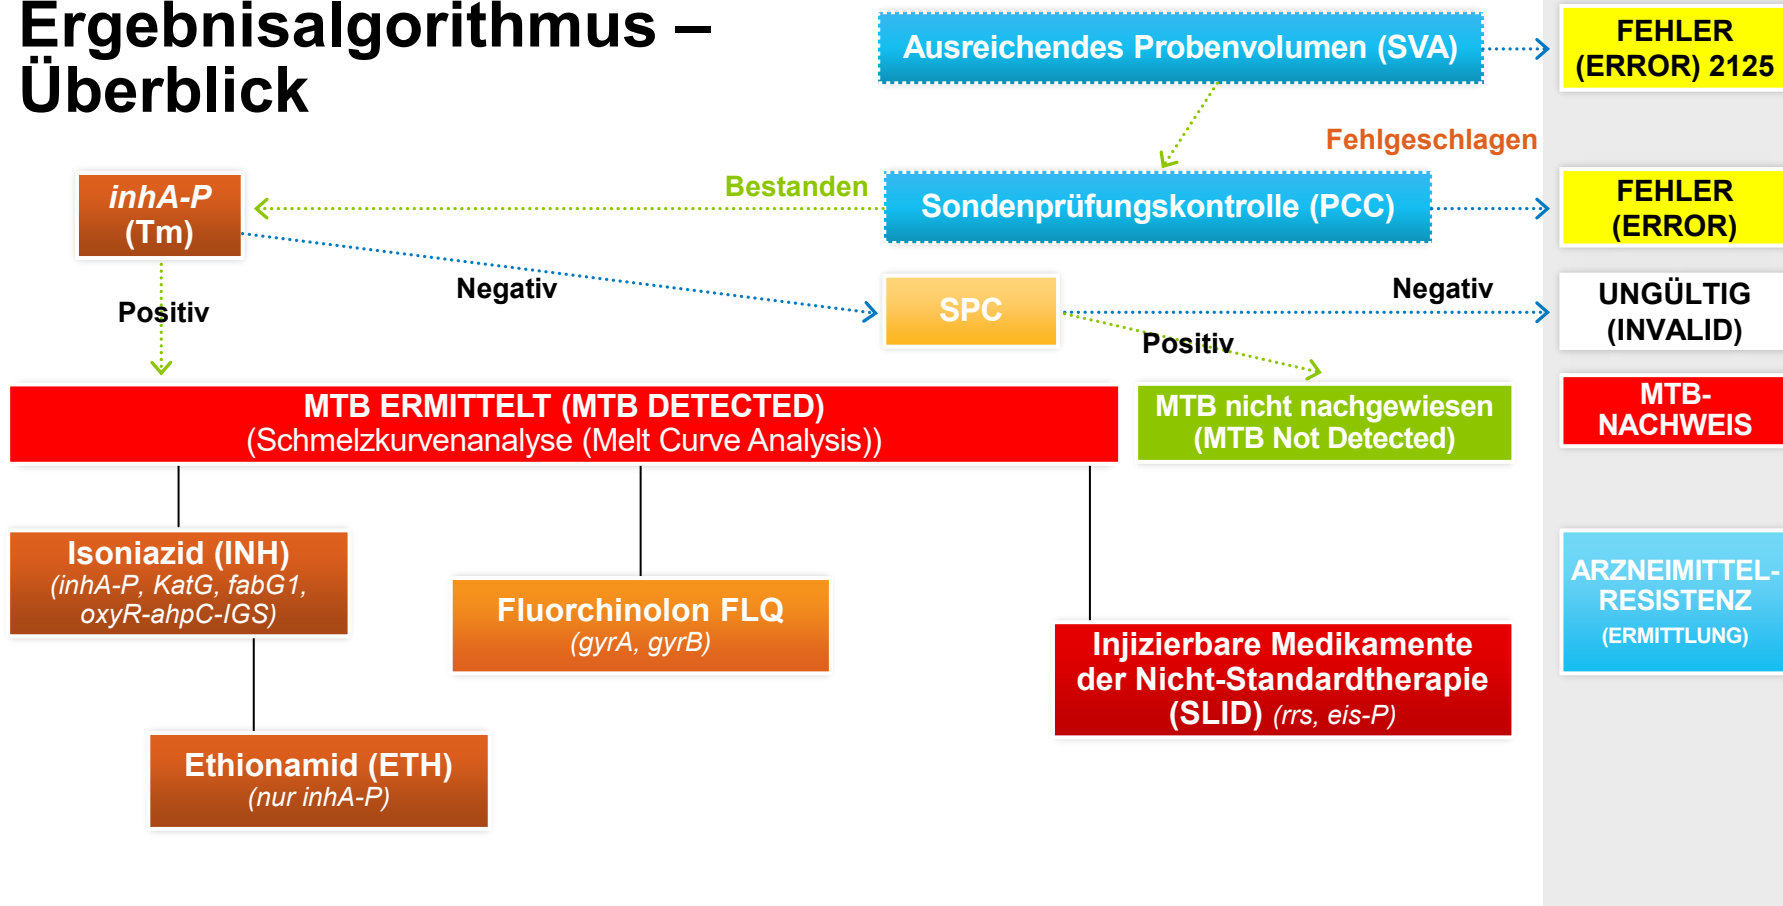 Ergebnisalgorithmus –
Überblick
Ausreichendes Probenvolumen (SVA)
FEHLER
(ERROR) 2125
Fehlgeschlagen
inhA-P
(Tm)
Bestanden
Sondenprüfungskontrolle (PCC)
FEHLER
(ERROR)
Positiv
Negativ
SPC
Negativ
Positiv
UNGÜLTIG
(INVALID)
MTB ERMITTELT (MTB DETECTED)
(Schmelzkurvenanalyse (Melt Curve Analysis))
MTB nicht nachgewiesen
(MTB Not Detected)
MTB-
NACHWEIS
Isoniazid (INH)
(inhA-P, KatG, fabG1,
oxyR-ahpC-IGS)
Fluorchinolon FLQ
(gyrA, gyrB)
Injizierbare Medikamente
der Nicht-Standardtherapie
(SLID) (rrs, eis-P)
ARZNEIMITTEL-
RESISTENZ
(ERMITTLUNG)
Ethionamid (ETH)
(nur inhA-P)